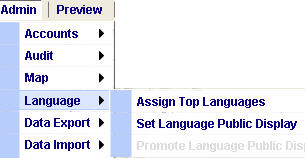 Admin Preview
Accounts
Audit
Map
Language
Assign Top Languages
Data Export
Set Language Public Display
Data Import
Promote Language Public Dis